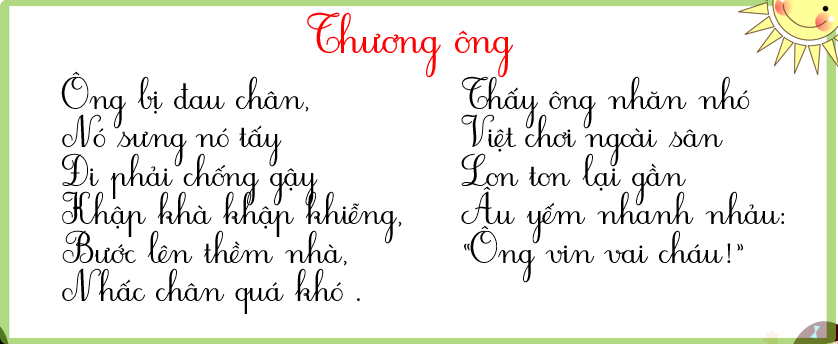 Thương ông
Ông bị đau chân,
Nó sưng nó tấy
Đi phải chống gậy
Khập khà khập khiễng,
Bước lên thềm nhà,
Nhấc chân quá khó .
Thấy ông nhăn nhó
Việt chơi ngoài sân
Lon ton lại gần
Âu yếm nhanh nhảu:
“Ông vin vai cháu!”